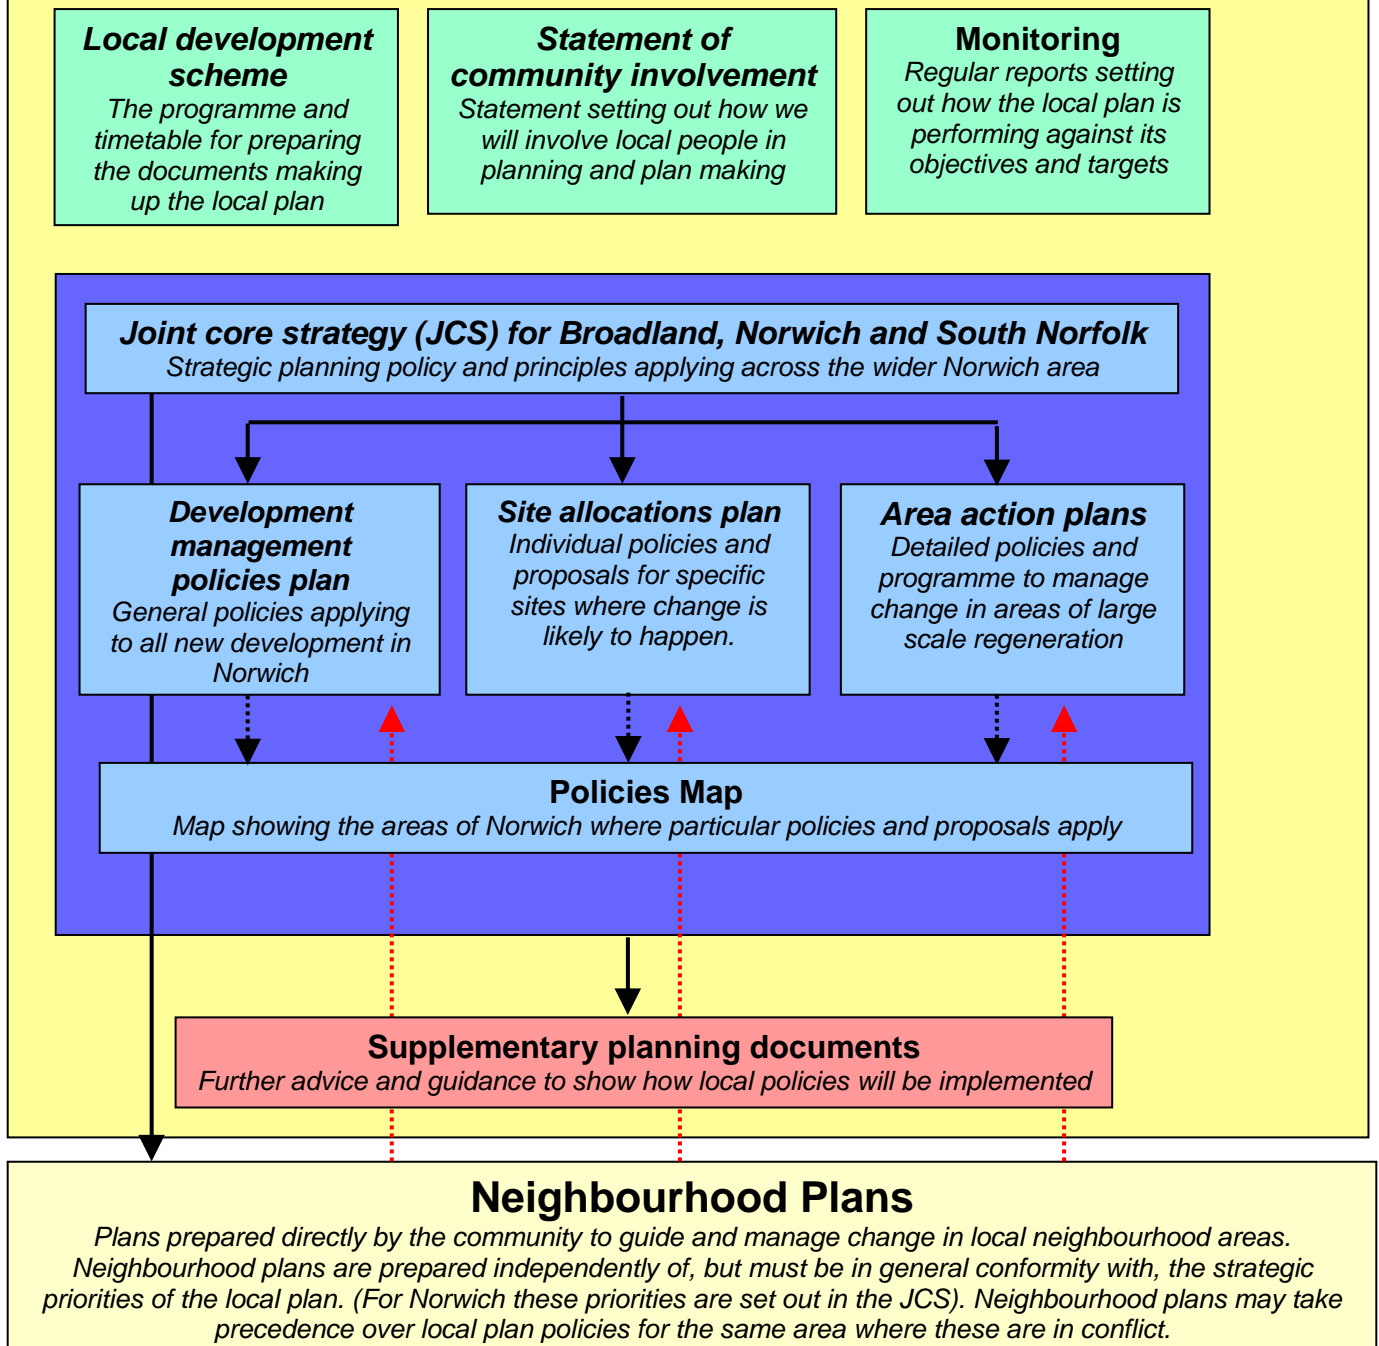 Local development
scheme
The programme and
timetable for preparing
the documents making
up the local plan
Statement of
community involvement
Statement setting out how we
will involve local people in
planning and plan making
Monitoring
Regular reports setting
out how the local plan is
performing against its
objectives and targets
Joint core strategy (JCS) for Broadland, Norwich and South Norfolk
Strategic planning policy and principles applying across the wider Norwich area
Development
management
policies plan
General policies applying
to all new development in
Norwich
Site allocations plan
Individual policies and
proposals for specific
sites where change is
likely to happen.
Area action plans
Detailed policies and
programme to manage
change in areas of large
scale regeneration
Policies Map
Map showing the areas of Norwich where particular policies and proposals apply
Supplementary planning documents
Further advice and guidance to show how local policies will be implemented
Neighbourhood Plans
Plans prepared directly by the community to guide and manage change in local neighbourhood areas.
Neighbourhood plans are prepared independently of, but must be in general conformity with, the strategic
priorities of the local plan. (For Norwich these priorities are set out in the JCS). Neighbourhood plans may take
precedence over local plan policies for the same area where these are in conflict.